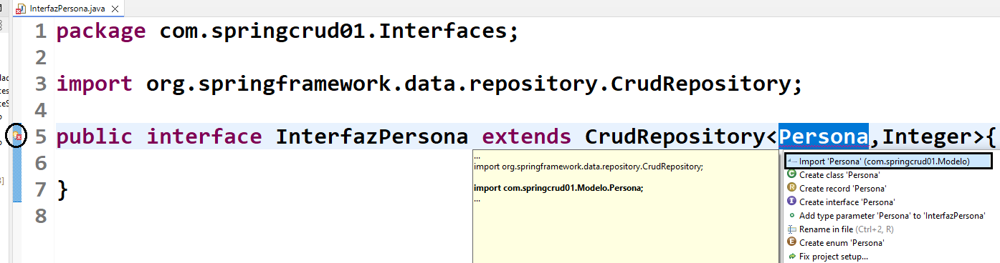 InterfazPersona.java
1 package com.springcrud01.Interfaces;
2
3 import org.springframework.data.repository.CrudRepository;
4
5 public interface InterfazPersona extends CrudRepository<Persona,Integer>{
6
7 }
8
...
import org.springframework.data.repository.CrudRepository;
import com.springcrud01.Modelo.Persona;
...
Import 'Persona' (com.springcrud01.Modelo)
Create class 'Persona'
Create record 'Persona'
Create interface 'Persona'
Add type parameter 'Persona' to 'InterfazPersona'
Rename in file (Ctrl+2, R)
Create enum 'Persona'
Fix project setup...